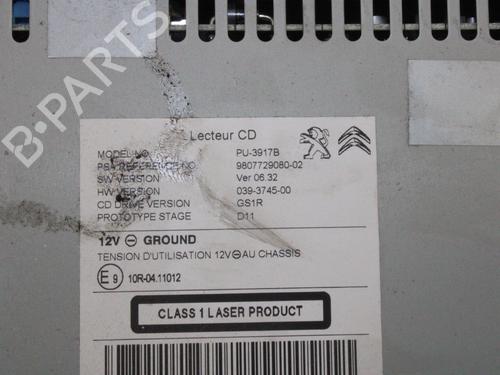 B-PARTS
Lecteur CD
MODEL NO. PU-3917B
PSA REFERENCE NO. 9807729080-02
SW VERSION Ver 06.32
HW VERSION 039-3745-00
CD DRIVE VERSION GS1R
PROTOTYPE STAGE D11
12V ⊖ GROUND
TENSION D'UTILISATION 12V⊖AU CHASSIS
E9 10R-04.11012
CLASS 1 LASER PRODUCT